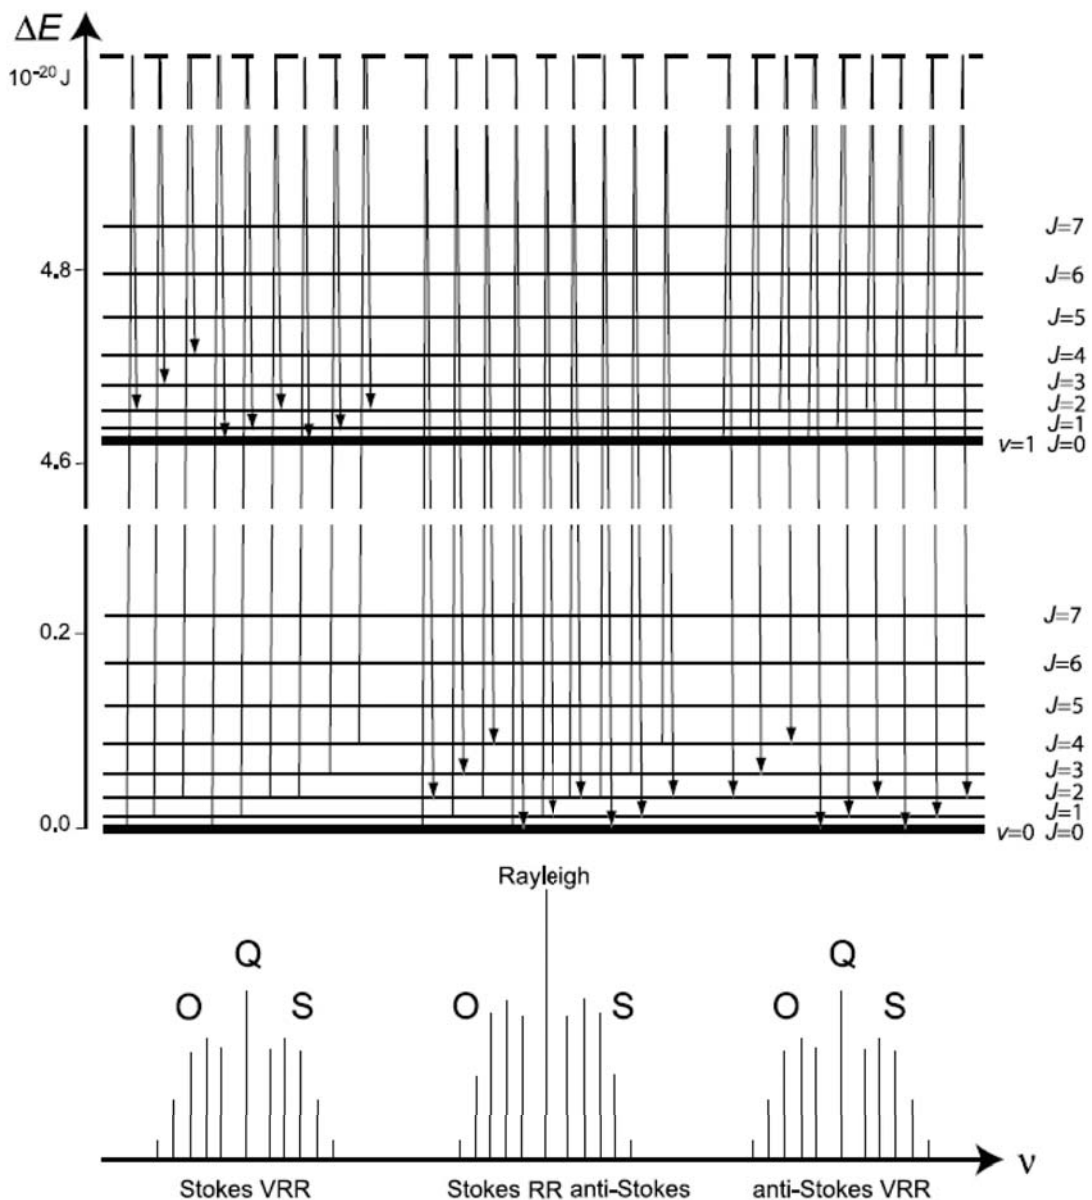 ΔE
10⁻²⁰ J
J=7
4.8
J=6
J=5
J=4
J=3
J=2
J=1
v=1 J=0
4.6
J=7
0.2
J=6
J=5
J=4
J=3
J=2
J=1
0.0
v=0 J=0
Rayleigh
Q
Q
O S
O S
O S
ν
Stokes VRR
Stokes RR anti-Stokes
anti-Stokes VRR